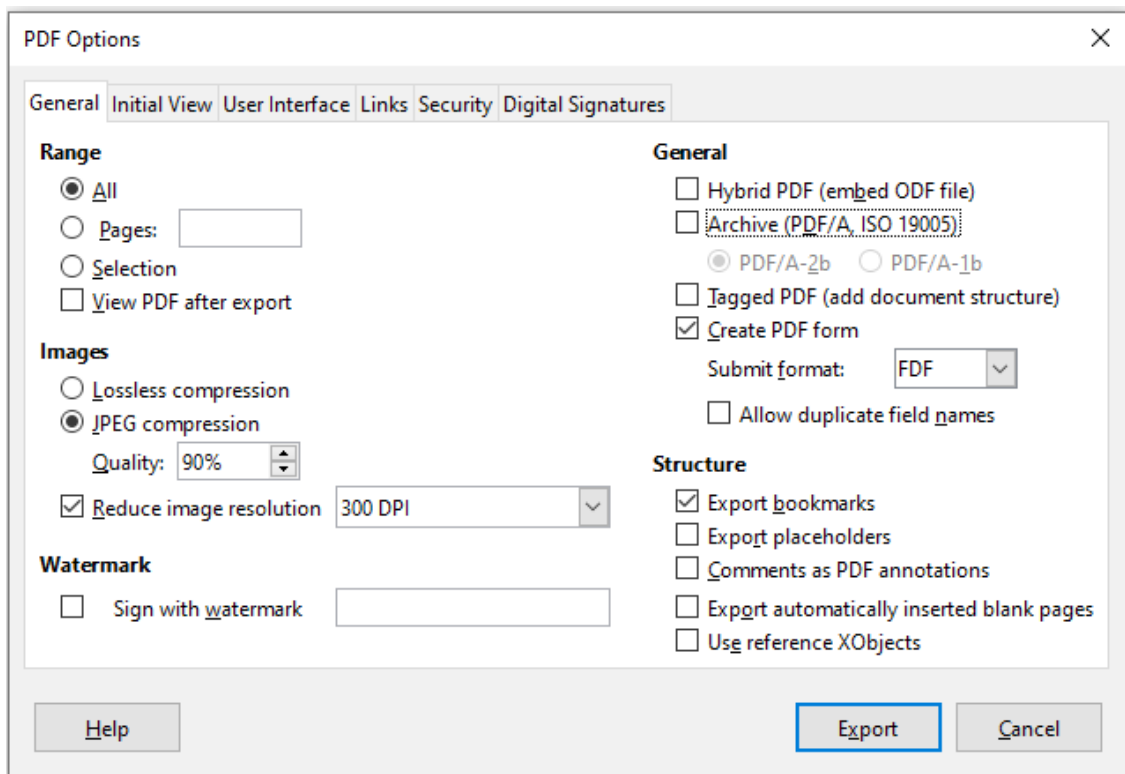 PDF Options
General Initial View User Interface Links Security Digital Signatures
Range
All
Pages:
Selection
View PDF after export
Images
Lossless compression
JPEG compression
Quality: 90%
Reduce image resolution 300 DPI
Watermark
Sign with watermark
General
Hybrid PDF (embed ODF file)
Archive (PDF/A, ISO 19005)
PDF/A-2b PDF/A-1b
Tagged PDF (add document structure)
Create PDF form
Submit format: FDF
Allow duplicate field names
Structure
Export bookmarks
Export placeholders
Comments as PDF annotations
Export automatically inserted blank pages
Use reference XObjects
Help Export Cancel